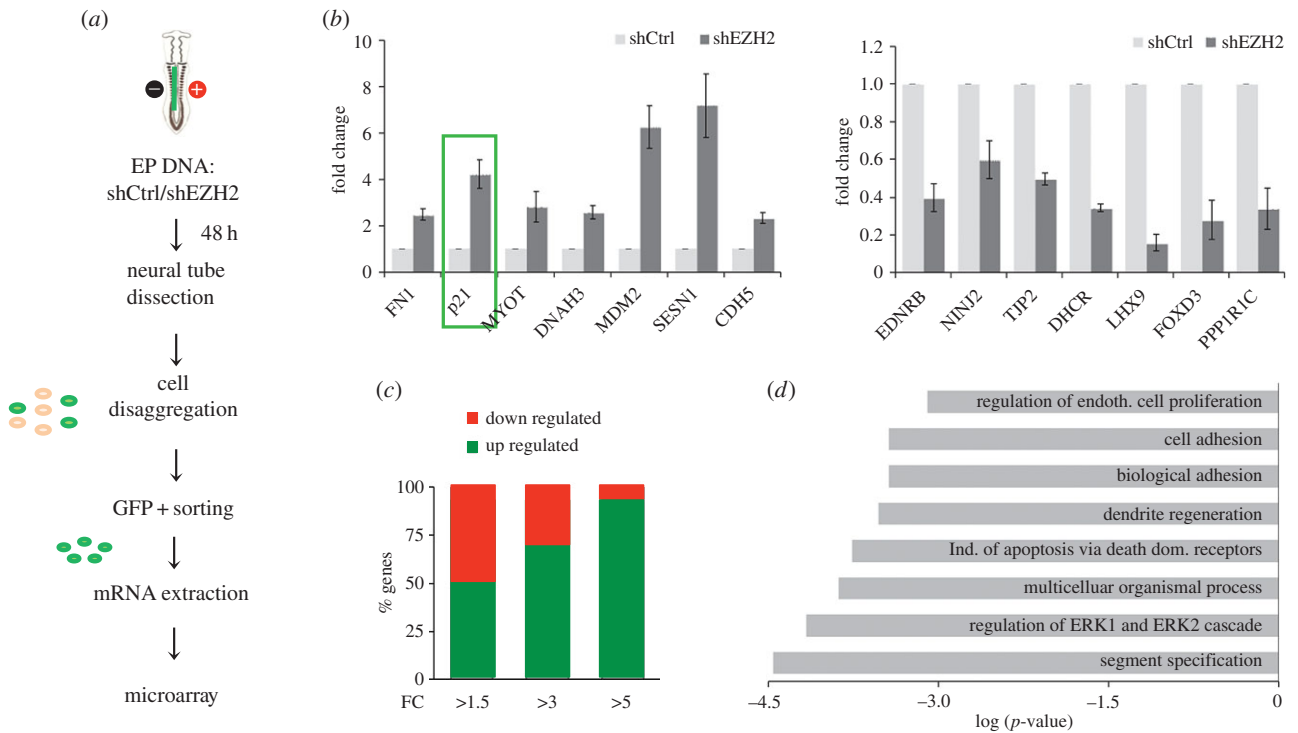 (a)
−
+
EP DNA:
shCtrl/shEZH2
48 h
neural tube
dissection
cell
disaggregation
GFP + sorting
mRNA extraction
microarray
(b)
shCtrl
shEZH2
fold change
10
8
6
4
2
0
FN1
p21
MYOT
DNAH3
MDM2
SESN1
CDH5
shCtrl
shEZH2
fold change
1.2
1.0
0.8
0.6
0.4
0.2
0
EDNRB
NINJ2
TJP2
DHCR
LHX9
FOXD3
PPP1R1C
(c)
down regulated
up regulated
% genes
100
75
50
25
0
FC >1.5 >3 >5
(d)
regulation of endoth. cell proliferation
cell adhesion
biological adhesion
dendrite regeneration
Ind. of apoptosis via death dom. receptors
multicelluar organismal process
regulation of ERK1 and ERK2 cascade
segment specification
−4.5 −3.0 −1.5 0
log (p-value)